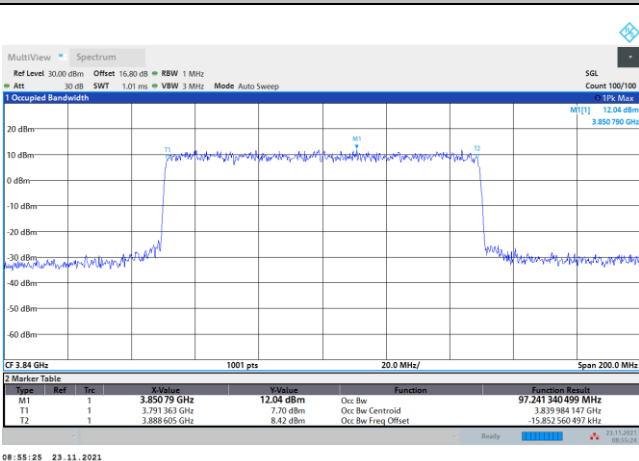 MultiView Spectrum
Ref Level 30.00 dBm Offset 16.80 dB RBW 1 MHz SGL
Att 30 dB SWT 1.01 ms VBW 3 MHz Mode Auto Sweep Count 100/100
1 Occupied Bandwidth 1Pk Max
M1[1] 12.04 dBm
3.850 790 GHz
20 dBm
M1
T1 T2
10 dBm
0 dBm
-10 dBm
-20 dBm
-30 dBm
-40 dBm
-50 dBm
-60 dBm
CF 3.84 GHz 1001 pts 20.0 MHz/ Span 200.0 MHz
2 Marker Table
Type Ref Trc X-Value Y-Value Function Function Result
M1 1 3.85079 GHz 12.04 dBm Occ Bw 97.241 340 499 MHz
T1 1 3.791 363 GHz 7.70 dBm Occ Bw Centroid 3.839 984 147 GHz
T2 1 3.888 605 GHz 8.42 dBm Occ Bw Freq Offset -15.852 560 497 kHz
Ready 23.11.2021
08:55:24
08:55:25 23.11.2021